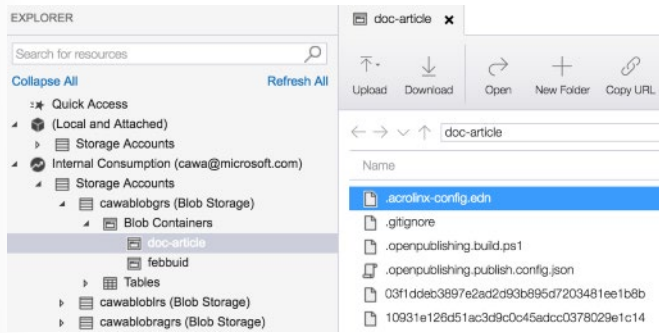 EXPLORER
Search for resources
Collapse All
Refresh All
Quick Access
(Local and Attached)
Storage Accounts
Internal Consumption (cawa@microsoft.com)
Storage Accounts
cawablobgrs (Blob Storage)
Blob Containers
doc-article
febbuid
Tables
cawabloblrs (Blob Storage)
cawablobragrs (Blob Storage)
doc-article
Upload
Download
Open
New Folder
Copy URL
doc-article
Name
.acrolinx-config.edn
.gitignore
.openpublishing.build.ps1
.openpublishing.publish.config.json
03f1ddeb3897e2ad2d93b895d7203481ee1b8b
10931e126d51ac3d9c0c45adcc0378029e1c14